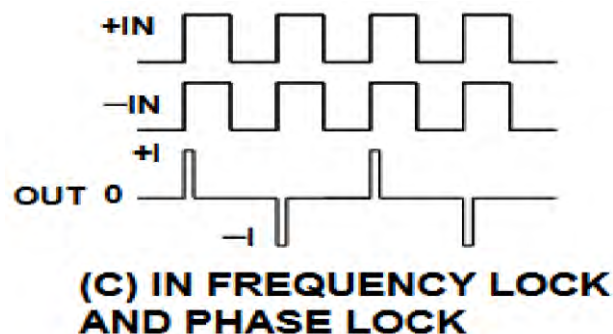 +IN
—IN
+I
OUT 0
—I
(C) IN FREQUENCY LOCK
AND PHASE LOCK